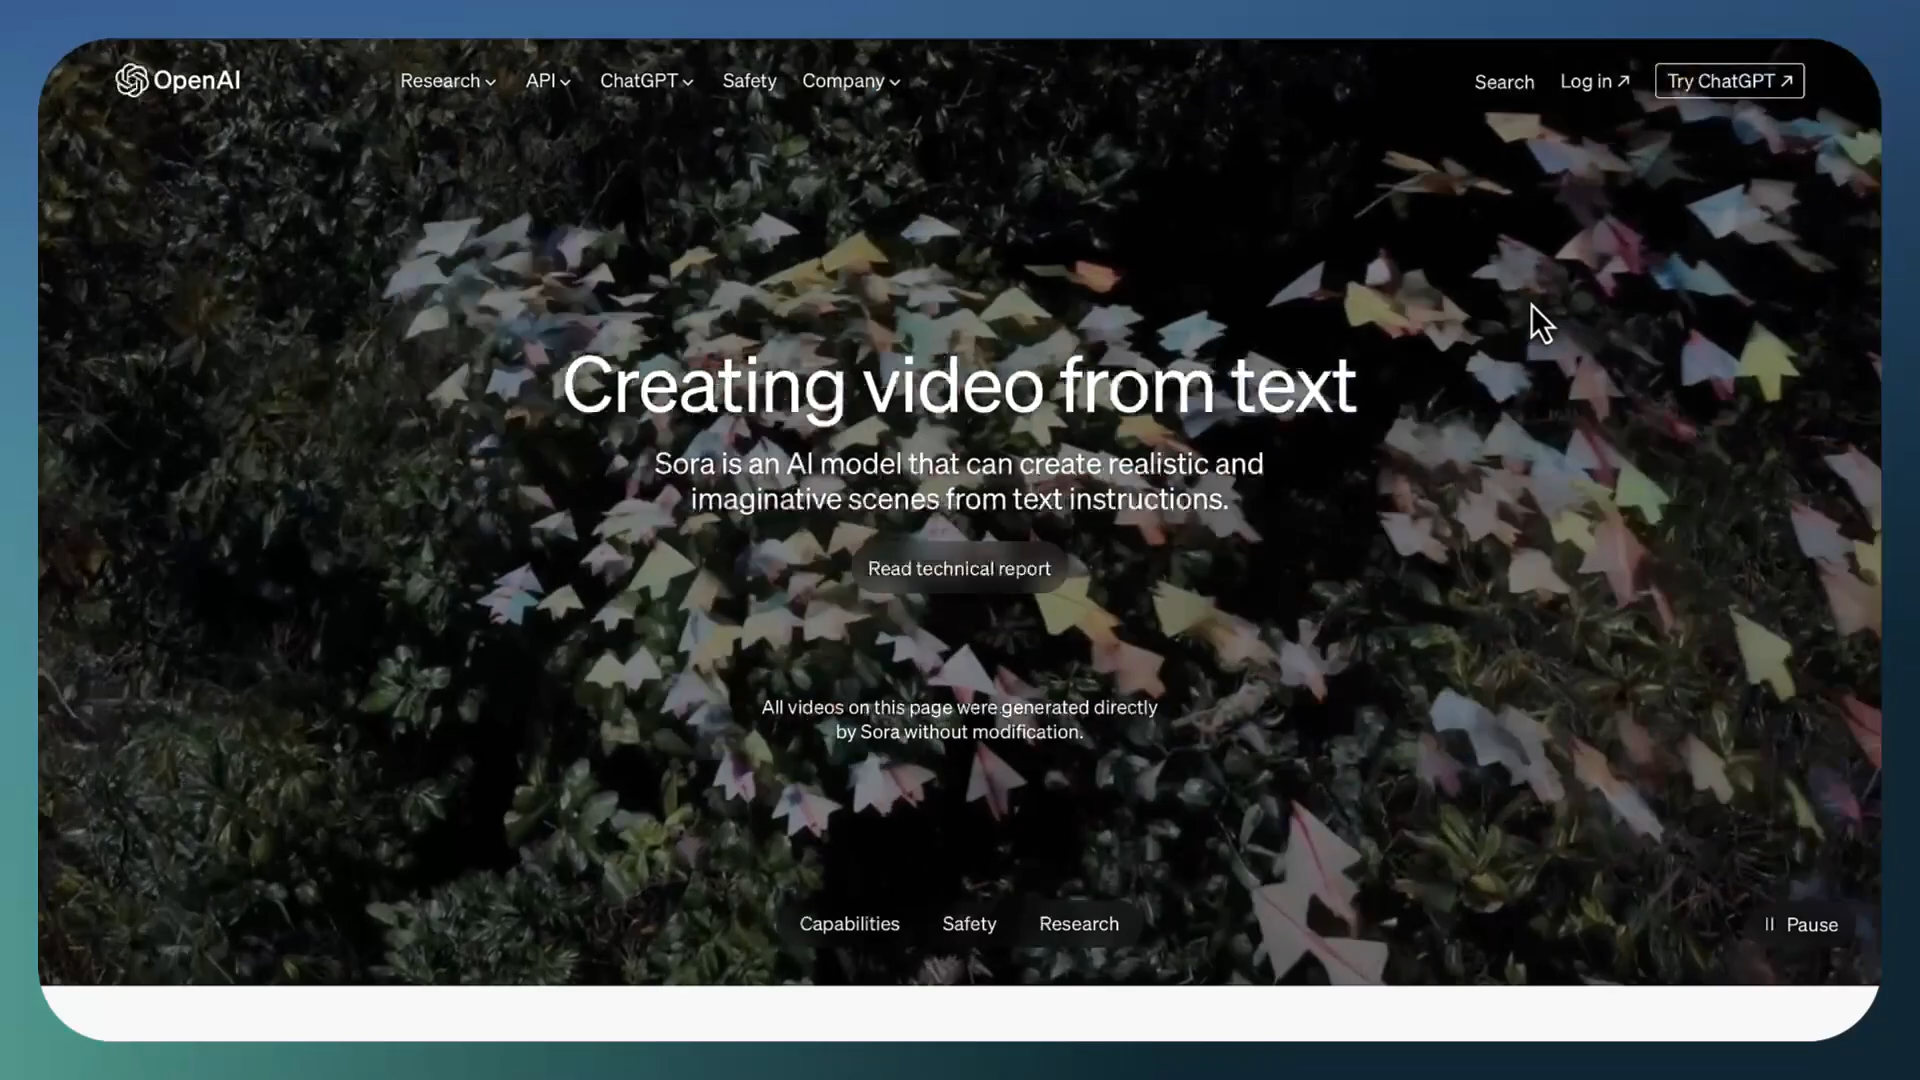 OpenAI Research API ChatGPT Safety Company Search Log in ↗ Try ChatGPT ↗
Creating video from text
Sora is an AI model that can create realistic and
imaginative scenes from text instructions.
Read technical report
All videos on this page were generated directly
by Sora without modification.
Capabilities Safety Research
Pause